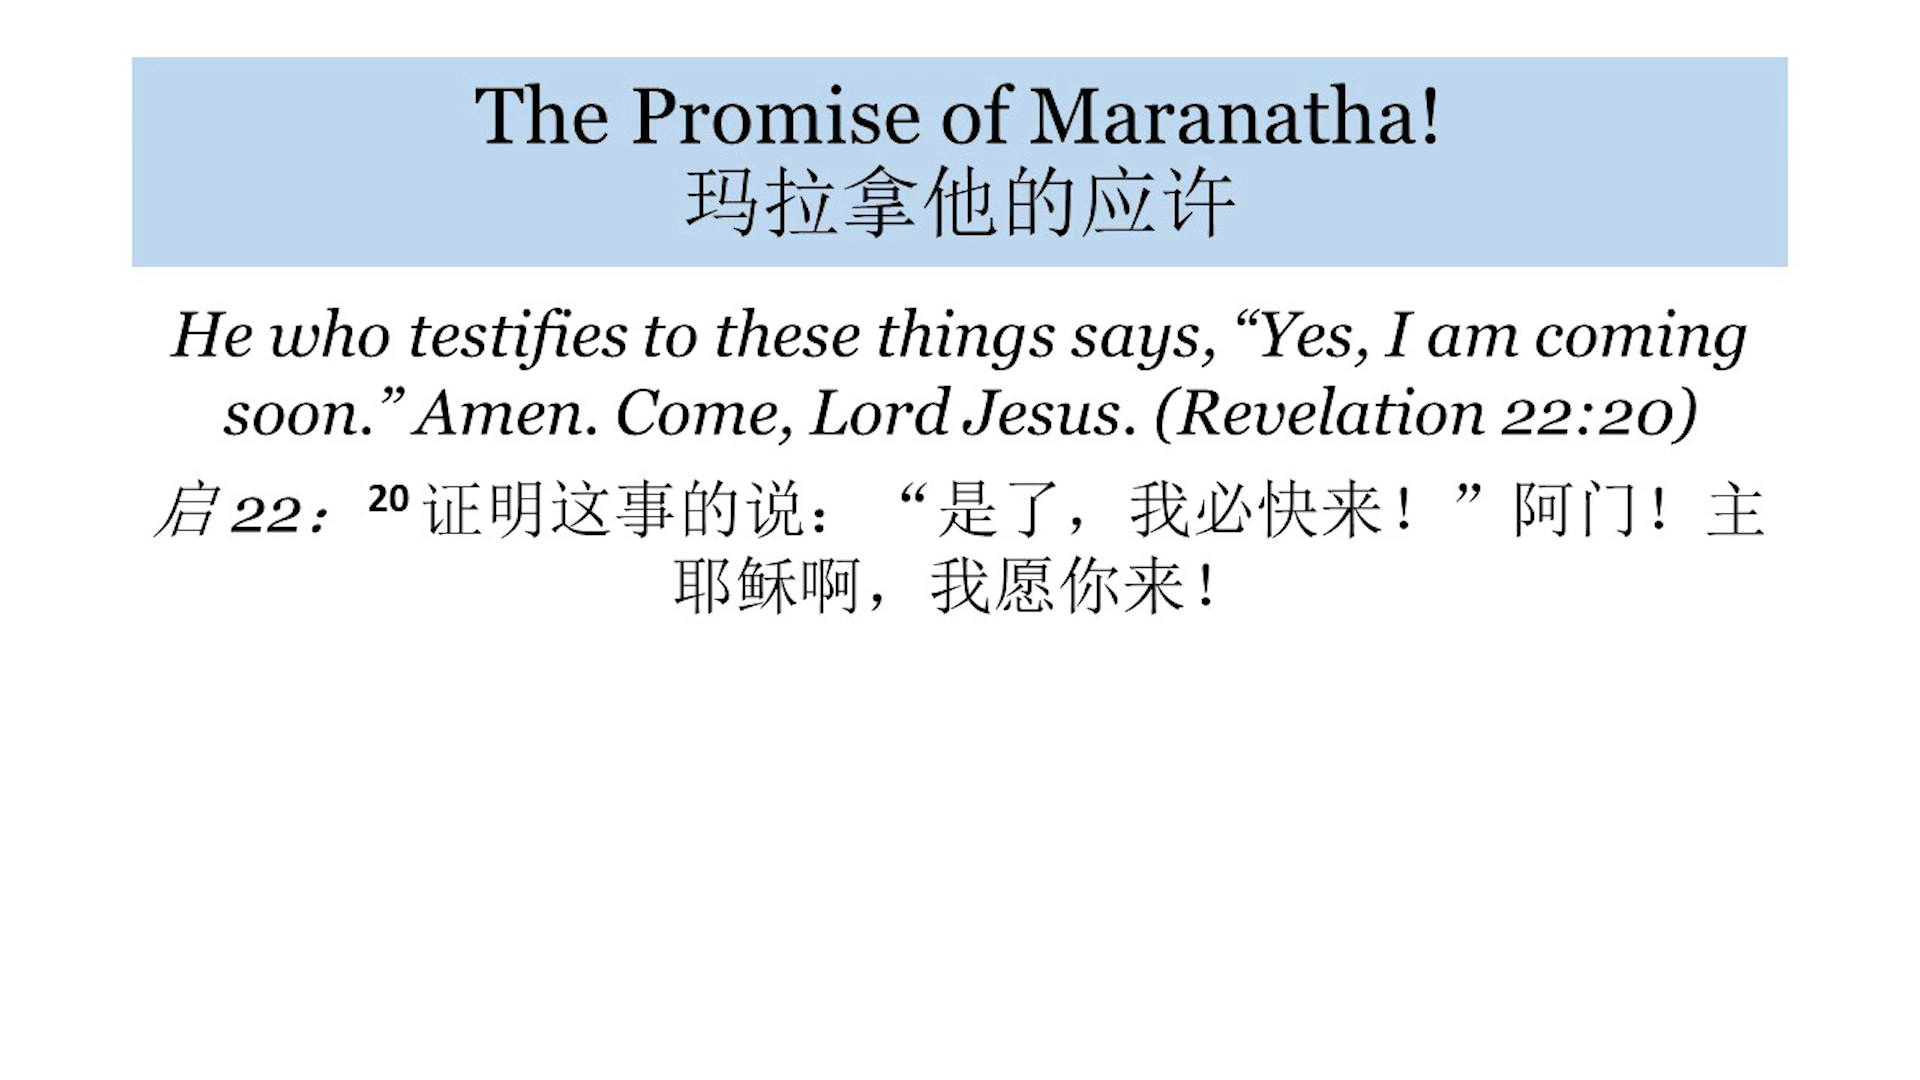 The Promise of Maranatha!
玛拉拿他的应许
He who testifies to these things says, “Yes, I am coming
soon.” Amen. Come, Lord Jesus. (Revelation 22:20)
启 22：20 证明这事的说：“是了，我必快来！”阿门！主
耶稣啊，我愿你来！